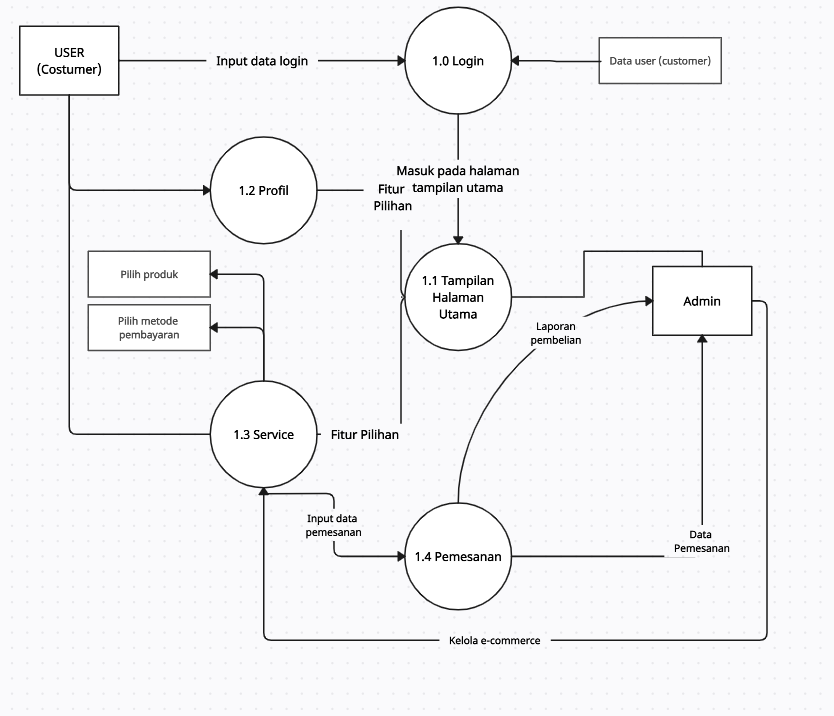 USER
(Costumer)
Input data login
1.0 Login
Data user (customer)
Masuk pada halaman
tampilan utama
1.2 Profil
Fitur
Pilihan
Pilih produk
1.1 Tampilan
Halaman
Utama
Admin
Pilih metode
pembayaran
Laporan
pembelian
1.3 Service
Fitur Pilihan
Input data
pemesanan
1.4 Pemesanan
Data
Pemesanan
Kelola e-commerce